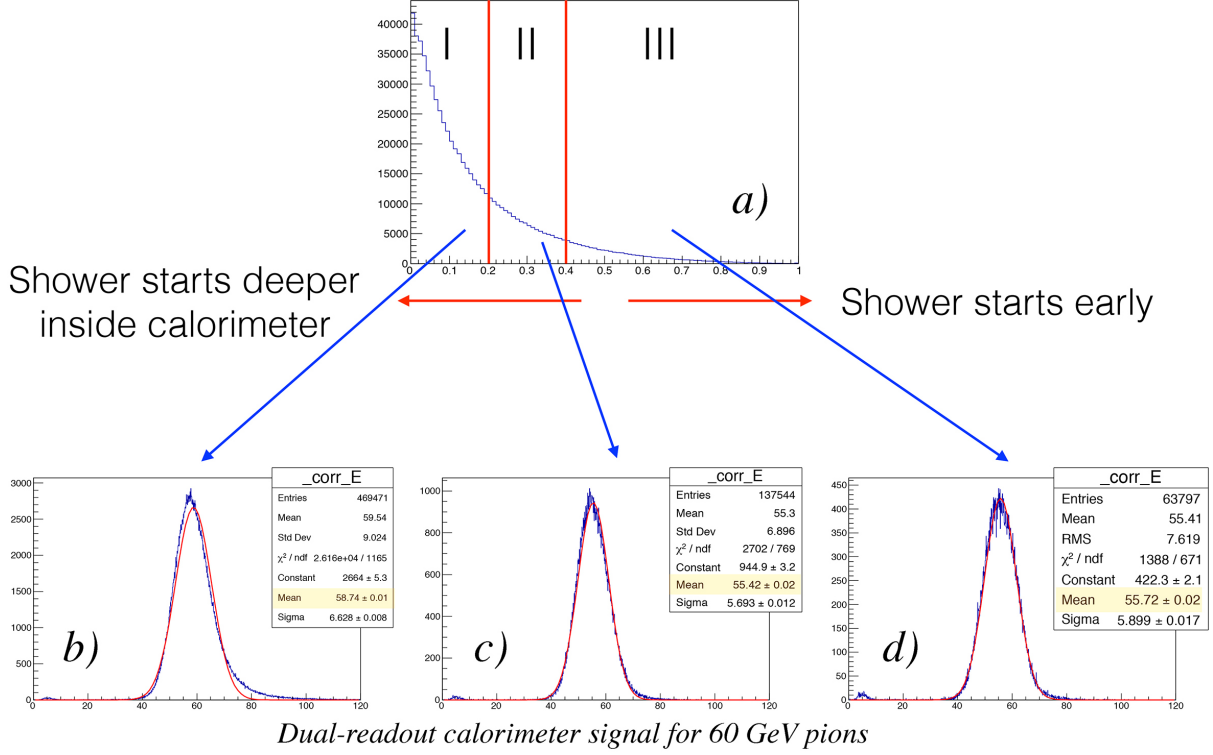 40000
35000
30000
25000
20000
15000
10000
5000
0
I
II
III
a)
0 0.1 0.2 0.3 0.4 0.5 0.6 0.7 0.8 0.9 1
Shower starts deeper
inside calorimeter
Shower starts early
3000
2500
2000
1500
1000
500
0
b)
_corr_E
Entries 469471
Mean 59.54
Std Dev 9.024
χ² / ndf 2.616e+04 / 1165
Constant 2664 ± 5.3
Mean 58.74 ± 0.01
Sigma 6.628 ± 0.008
0 20 40 60 80 100 120
1000
800
600
400
200
0
c)
_corr_E
Entries 137544
Mean 55.3
Std Dev 6.896
χ² / ndf 2702 / 769
Constant 944.9 ± 3.2
Mean 55.42 ± 0.02
Sigma 5.693 ± 0.012
0 20 40 60 80 100 120
450
400
350
300
250
200
150
100
50
0
d)
_corr_E
Entries 63797
Mean 55.41
RMS 7.619
χ² / ndf 1388 / 671
Constant 422.3 ± 2.1
Mean 55.72 ± 0.02
Sigma 5.899 ± 0.017
0 20 40 60 80 100 120
Dual-readout calorimeter signal for 60 GeV pions